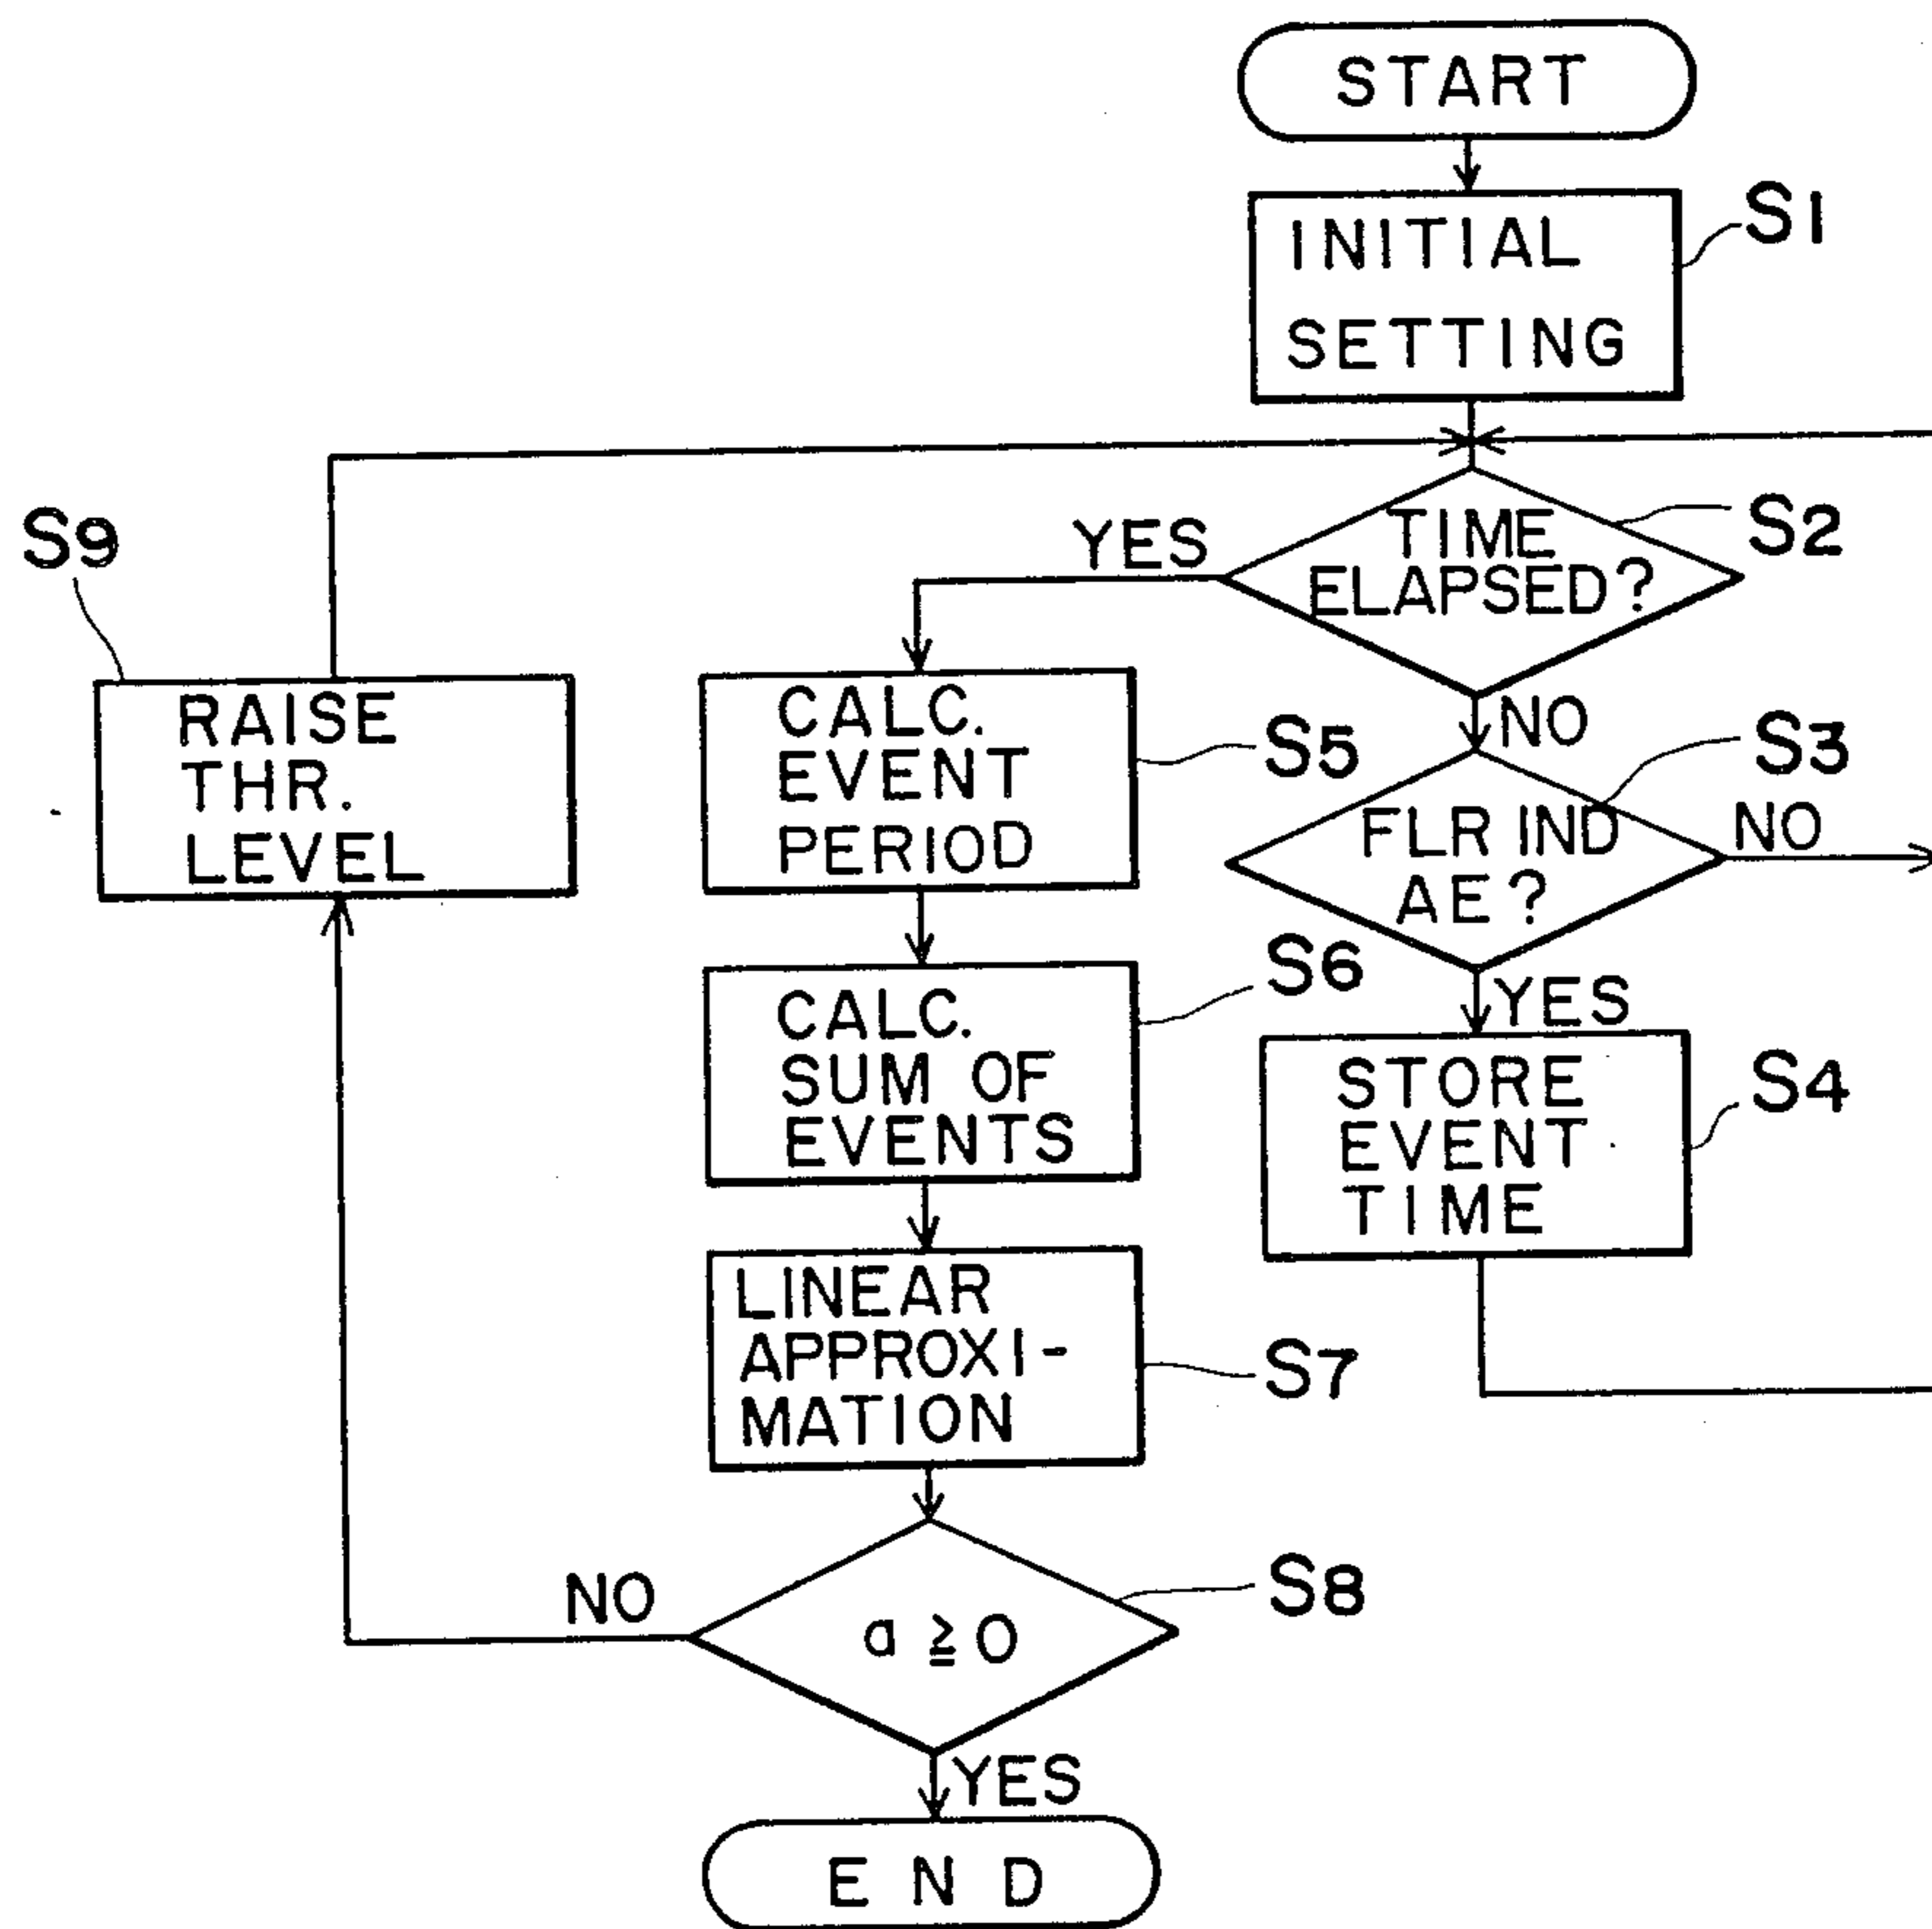 START
INITIAL
SETTING
S1
TIME
ELAPSED?
S2
YES
NO
FLR IND
AE?
S3
NO
YES
STORE
EVENT
TIME
S4
CALC.
EVENT
PERIOD
S5
CALC.
SUM OF
EVENTS
S6
LINEAR
APPROXI-
MATION
S7
a ≧ 0
S8
NO
YES
RAISE
THR.
LEVEL
S9
END